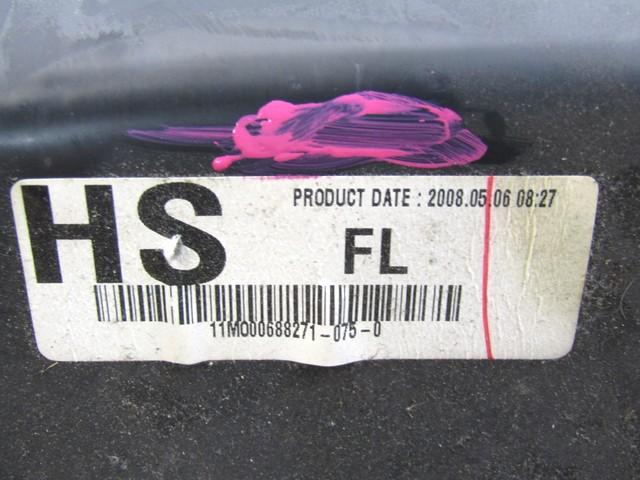 HS
PRODUCT DATE : 2008.05.06 08:27
FL
11MO00688271-075-0